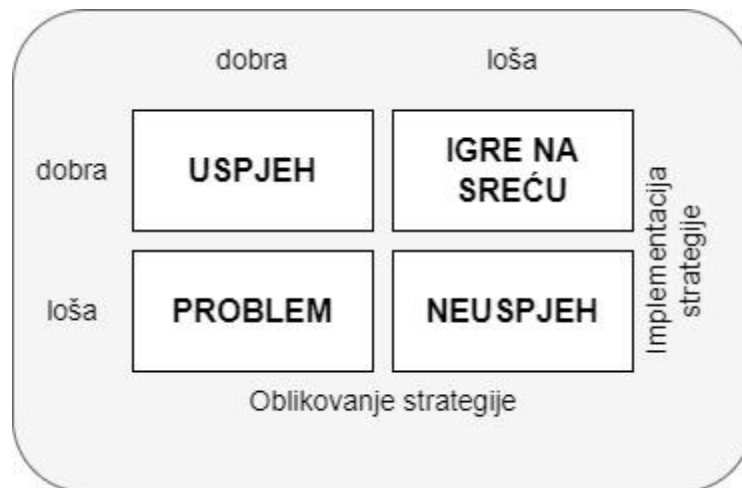 dobra
loša
dobra
USPJEH
IGRE NA
SREĆU
loša
PROBLEM
NEUSPJEH
Implementacija
strategije
Oblikovanje strategije